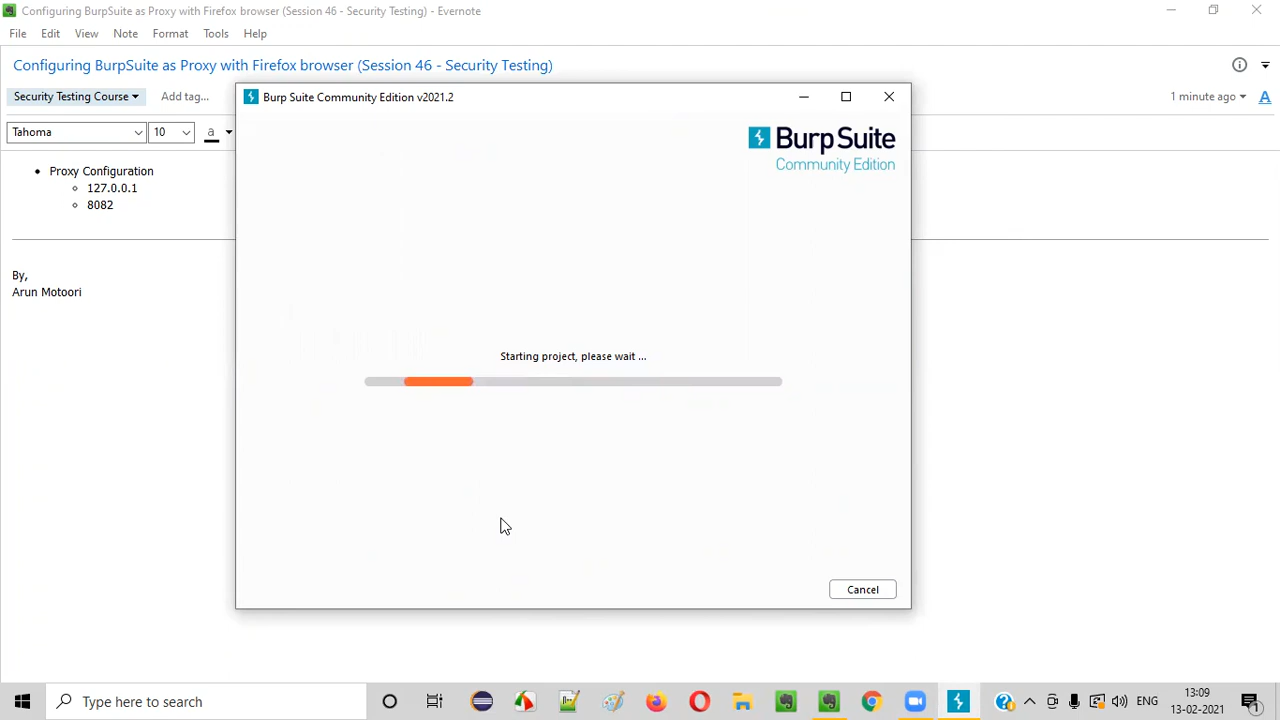 Configuring BurpSuite as Proxy with Firefox browser (Session 46 - Security Testing) - Evernote
File Edit View Note Format Tools Help
Configuring BurpSuite as Proxy with Firefox browser (Session 46 - Security Testing)
Security Testing Course Add tag... 1 minute ago A
Tahoma 10 a
Proxy Configuration
127.0.0.1
8082
By,
Arun Motoori
Burp Suite Community Edition v2021.2
Burp Suite
Community Edition
Starting project, please wait ...
Cancel
Type here to search
ENG
13:09
13-02-2021
1